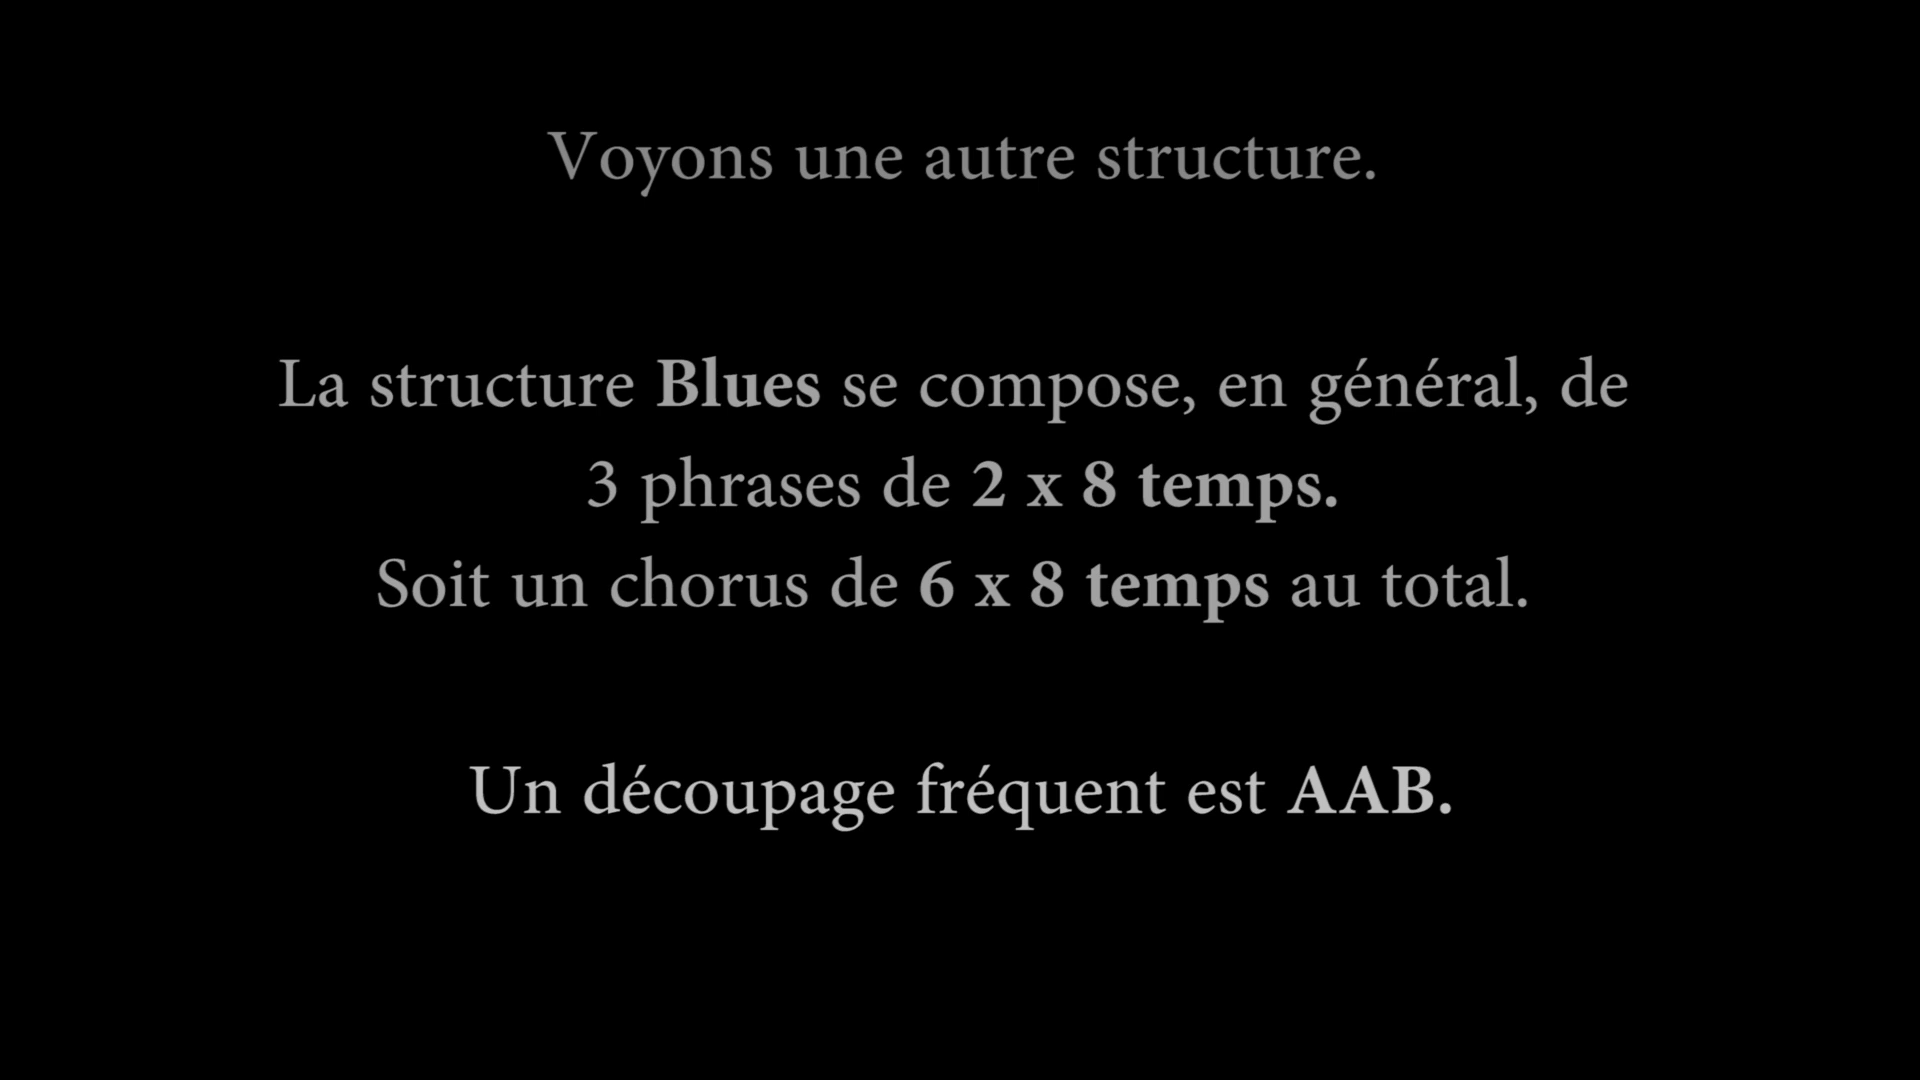 Voyons une autre structure.
La structure Blues se compose, en général, de
3 phrases de 2 x 8 temps.
Soit un chorus de 6 x 8 temps au total.
Un découpage fréquent est AAB.